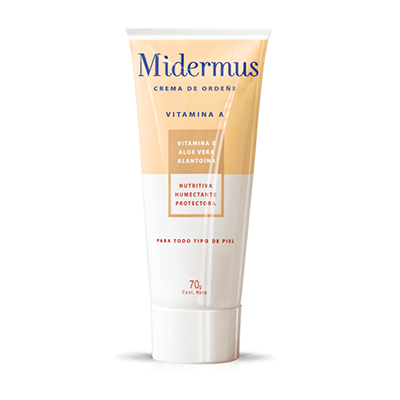 Midermus
CREMA DE ORDEÑE
VITAMINA A
VITAMINA E
ALOE VERA
ALANTOÍNA
NUTRITIVA
HUMECTANTE
PROTECTORA
PARA TODO TIPO DE PIEL
70g
Cont. Neto